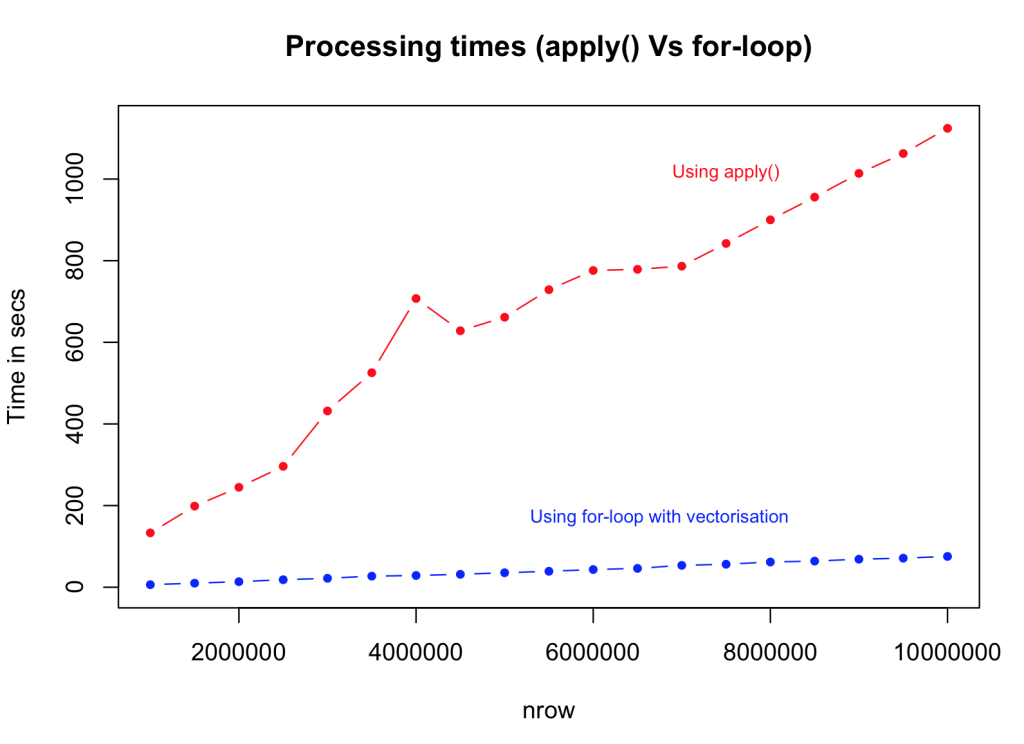 Processing times (apply() Vs for-loop)
Time in secs
1000
800
600
400
200
0
Using apply()
Using for-loop with vectorisation
2000000 4000000 6000000 8000000 10000000
nrow